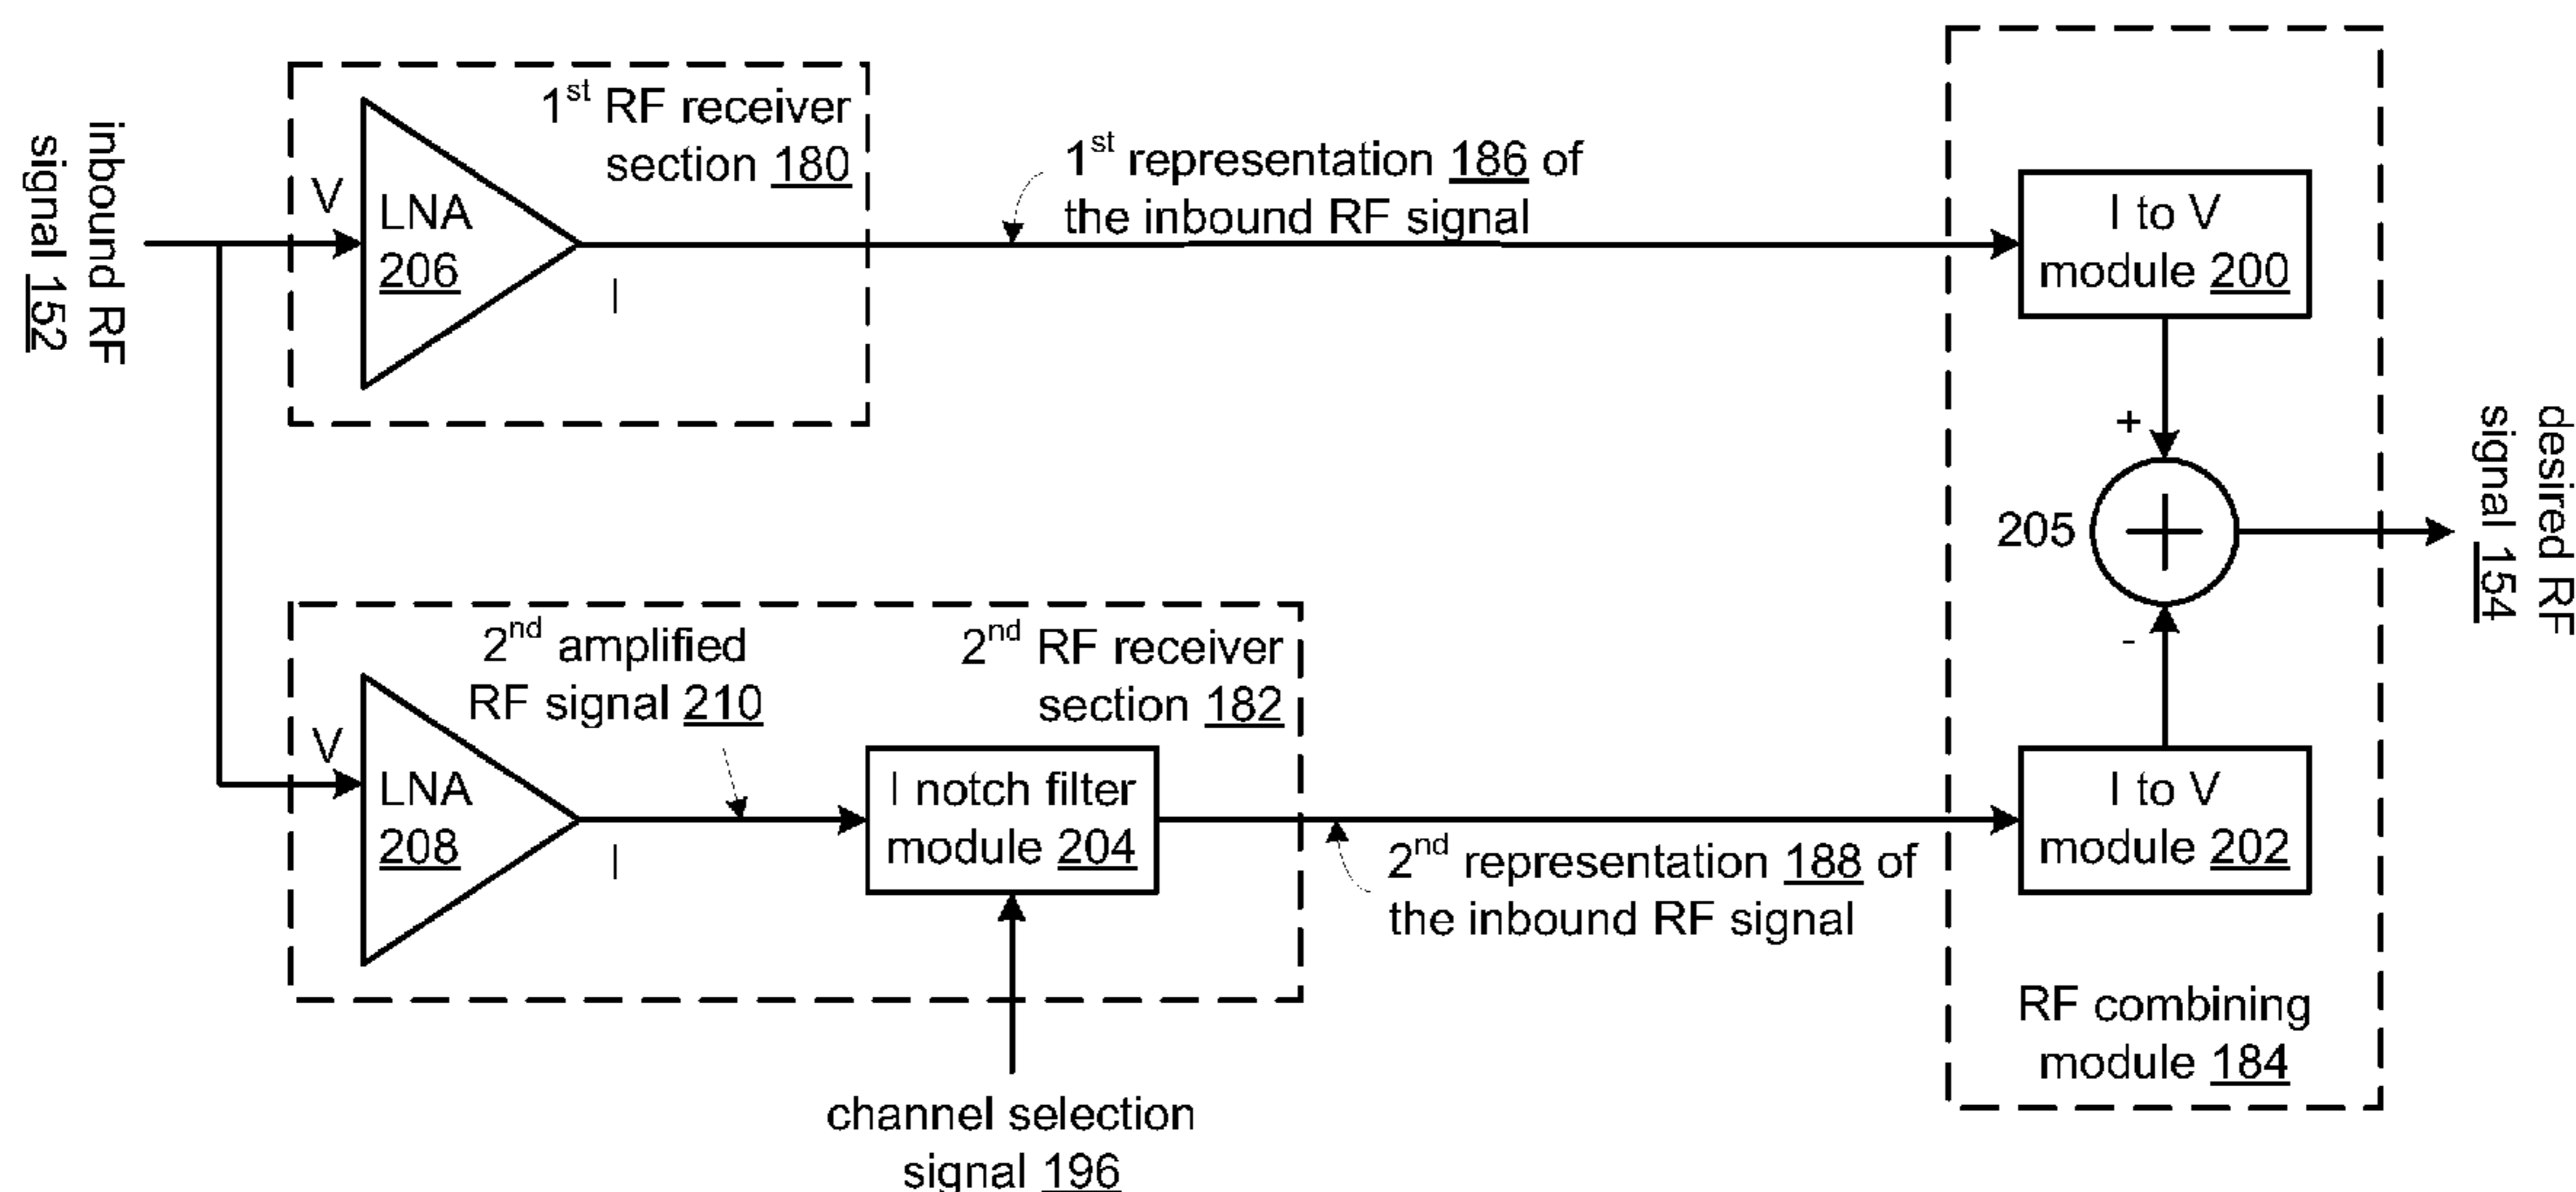 inbound RF
signal 152
1st RF receiver
section 180
V
LNA
206
I
1st representation 186 of
the inbound RF signal
I to V
module 200
+
205
-
desired RF
signal 154
2nd amplified
RF signal 210
2nd RF receiver
section 182
V
LNA
208
I
I notch filter
module 204
2nd representation 188 of
the inbound RF signal
I to V
module 202
RF combining
module 184
channel selection
signal 196